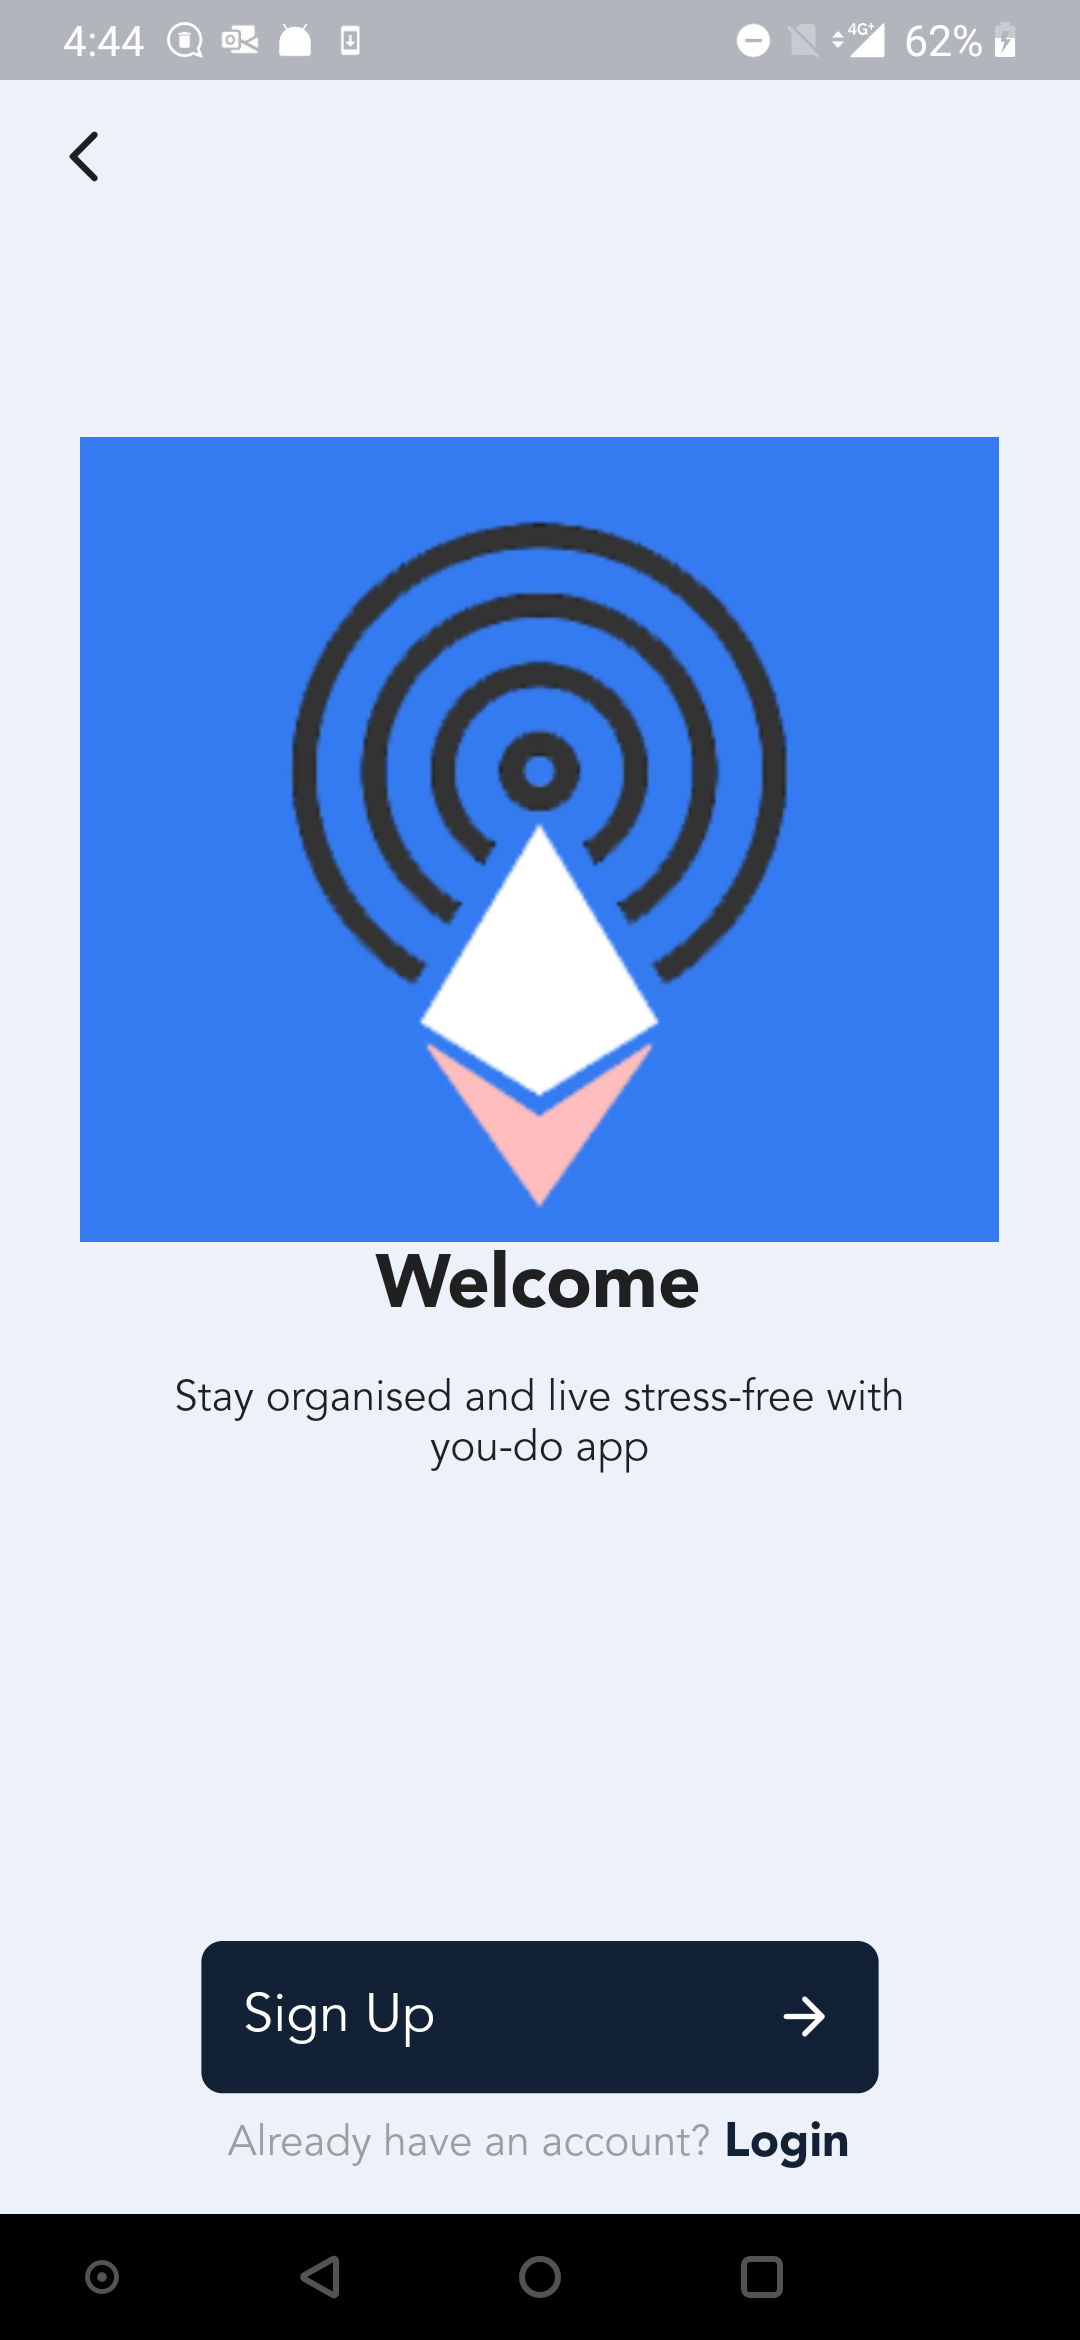 4:44
4G+
62%
Welcome
Stay organised and live stress-free with
you-do app
Sign Up
Already have an account? Login